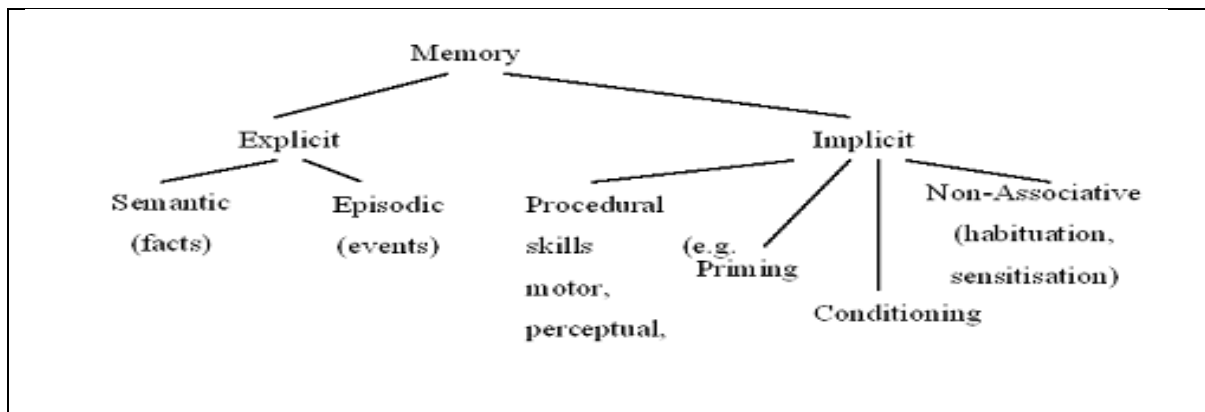 Memory
Explicit
Implicit
Semantic
(facts)
Episodic
(events)
Procedural
skills (e.g.
motor,
perceptual,
Priming
Conditioning
Non-Associative
(habituation,
sensitisation)